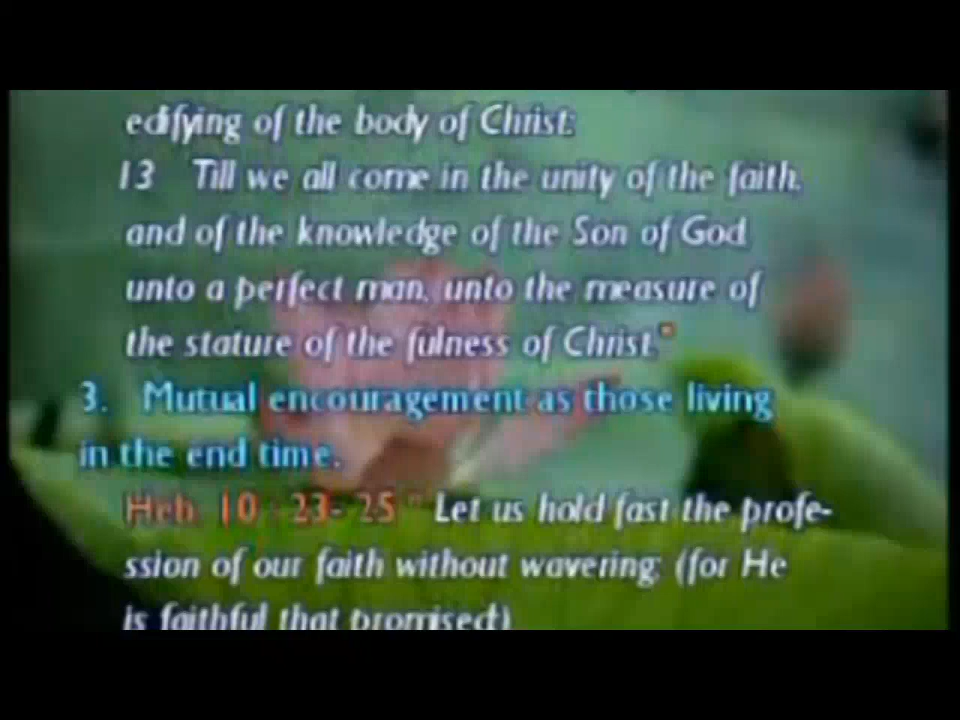 edifying of the body of Christ:
13 Till we all come in the unity of the faith,
and of the knowledge of the Son of God
unto a perfect man, unto the measure of
the stature of the fulness of Christ."
3. Mutual encouragement as those living
in the end time.
Heb. 10 : 23- 25 " Let us hold fast the profe-
ssion of our faith without wavering; (for He
is faithful that promised)